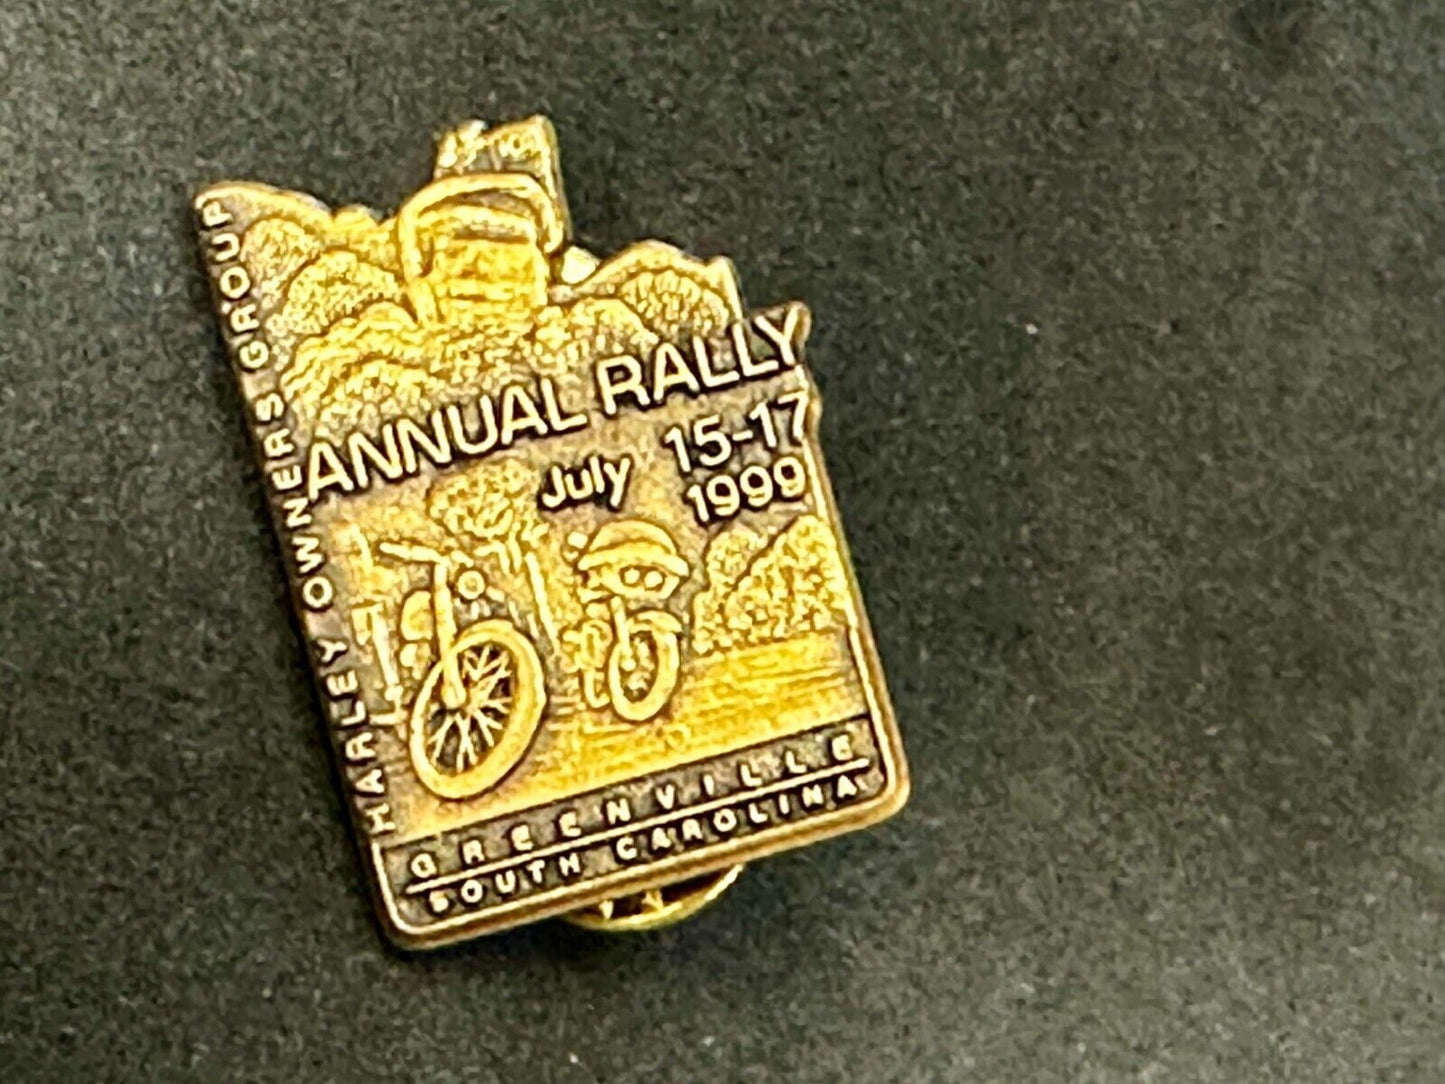 HARLEY OWNERS GROUP
ANNUAL RALLY
July 15-17
1999
GREENVILLE
SOUTH CAROLINA